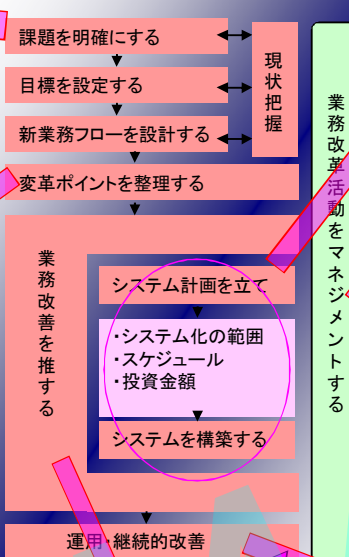 課題を明確にする
現状把握
目標を設定する
新業務フローを設計する
変革ポイントを整理する
業務改革活動をマネジメントする
業務改善を推する
システム計画を立て
・システム化の範囲
・スケジュール
・投資金額
システムを構築する
運用・継続的改善